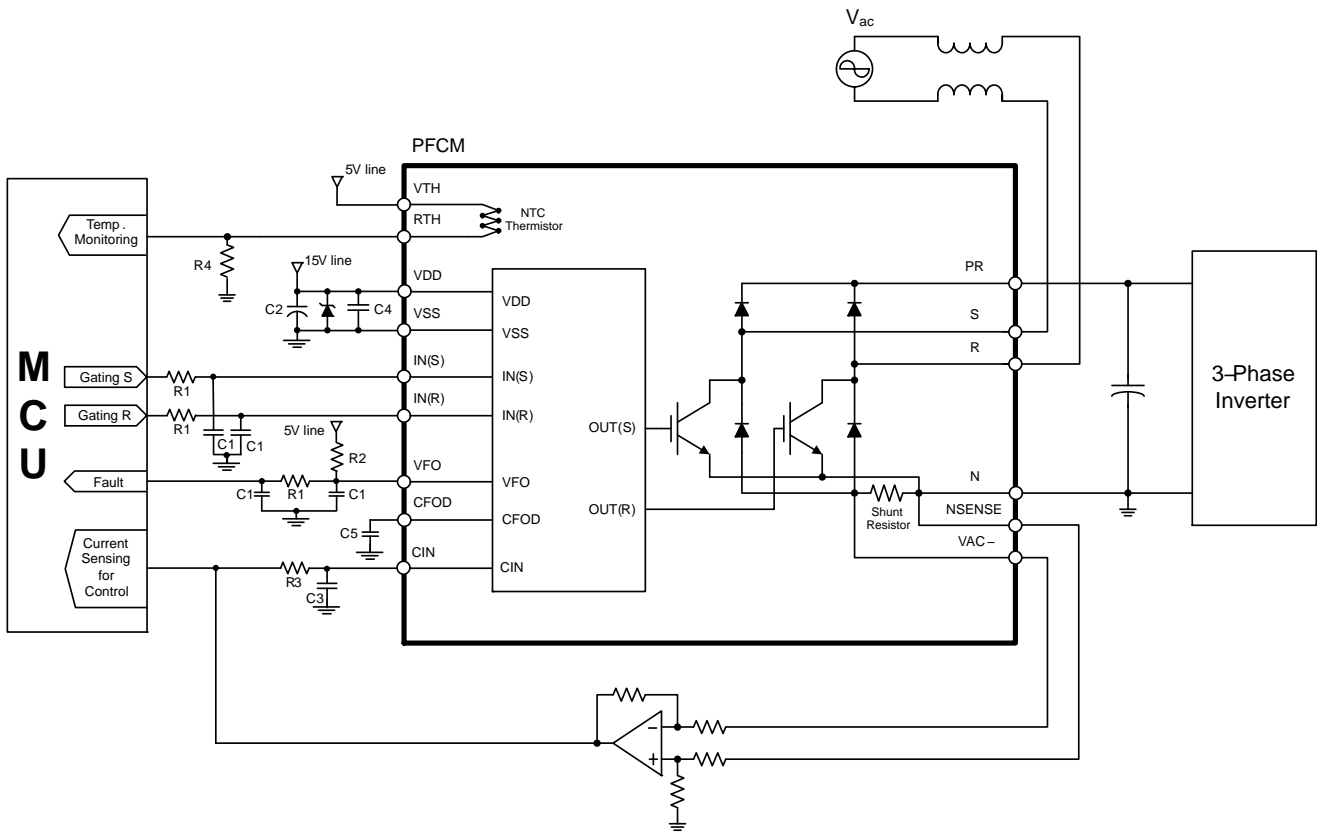 Vac
PFCM
5V line
VTH
RTH
NTC
Thermistor
Temp .
Monitoring
R4
15V line
VDD
VDD
C2
C4
VSS
VSS
PR
S
R
MCU
Gating S
R1
IN(S)
IN(S)
Gating R
R1
IN(R)
IN(R)
C1
C1
5V line
R2
OUT(S)
3–Phase
Inverter
Fault
C1
R1
C1
VFO
VFO
N
CFOD
CFOD
C5
OUT(R)
Shunt
Resistor
NSENSE
VAC –
Current
Sensing
for
Control
R3
C3
CIN
CIN
–
+